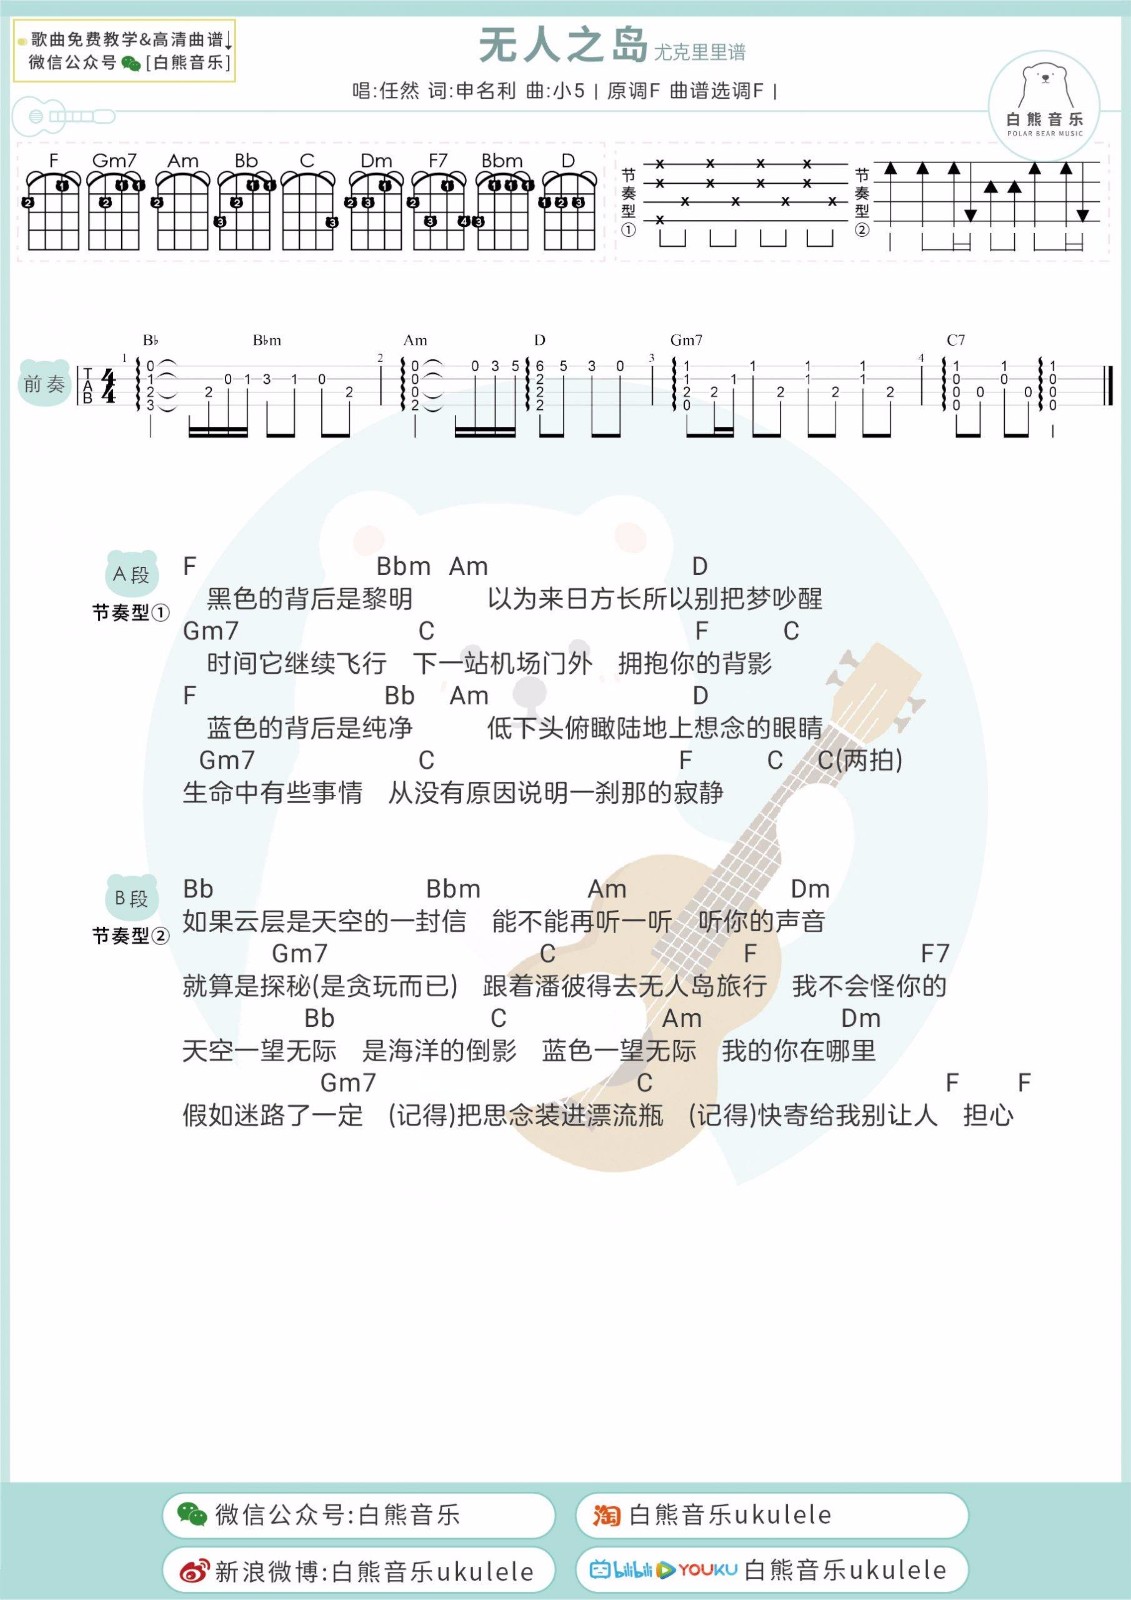 歌曲免费教学&高清曲谱↓
微信公众号 [白熊音乐]
无人之岛 尤克里里谱
唱:任然 词:申名利 曲:小5 | 原调F 曲谱选调F |
白熊音乐
POLAR BEAR MUSIC
F Gm7 Am Bb C Dm F7 Bbm D
节奏型①
节奏型②
前奏
B♭ B♭m Am D Gm7 C7
A段
节奏型①
F Bbm Am D
黑色的背后是黎明 以为来日方长所以别把梦吵醒
Gm7 C F C
时间它继续飞行 下一站机场门外 拥抱你的背影
F Bb Am D
蓝色的背后是纯净 低下头俯瞰陆地上想念的眼睛
Gm7 C F C C(两拍)
生命中有些事情 从没有原因说明一刹那的寂静
B段
节奏型②
Bb Bbm Am Dm
如果云层是天空的一封信 能不能再听一听 听你的声音
Gm7 C F F7
就算是探秘(是贪玩而已) 跟着潘彼得去无人岛旅行 我不会怪你的
Bb C Am Dm
天空一望无际 是海洋的倒影 蓝色一望无际 我的你在哪里
Gm7 C F F
假如迷路了一定 (记得)把思念装进漂流瓶 (记得)快寄给我别让人 担心
微信公众号:白熊音乐
淘 白熊音乐ukulele
新浪微博:白熊音乐ukulele
bilibili YOUKU 白熊音乐ukulele